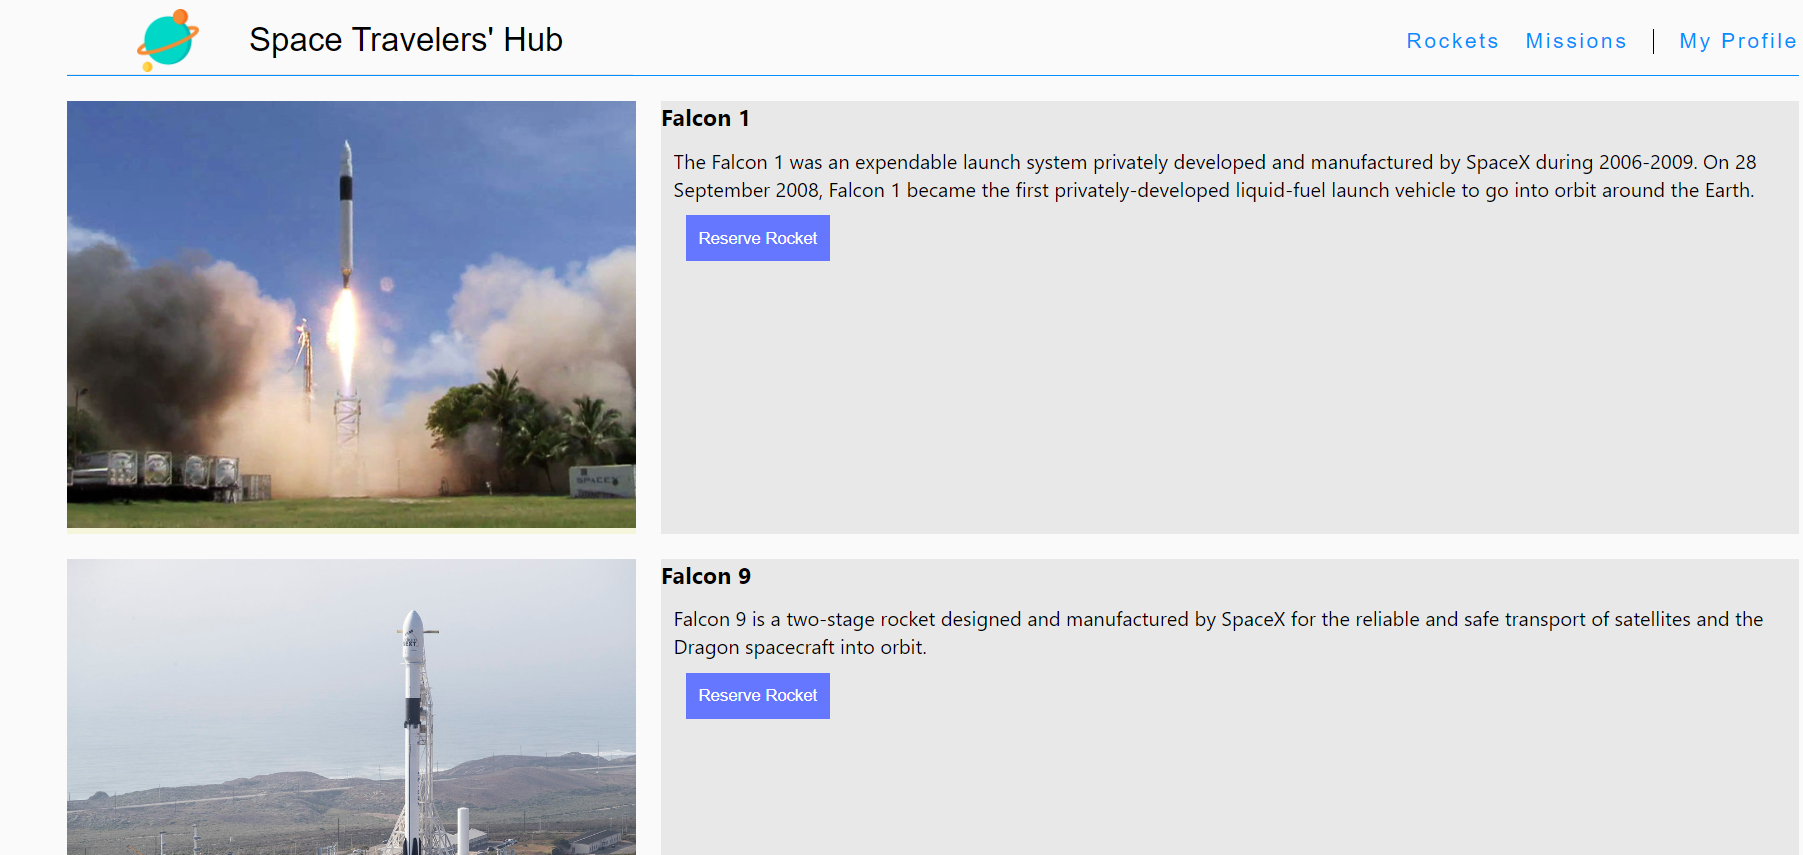 Space Travelers' Hub
Rockets Missions My Profile
Falcon 1
The Falcon 1 was an expendable launch system privately developed and manufactured by SpaceX during 2006-2009. On 28
September 2008, Falcon 1 became the first privately-developed liquid-fuel launch vehicle to go into orbit around the Earth.
Reserve Rocket
SPACEX
Falcon 9
Falcon 9 is a two-stage rocket designed and manufactured by SpaceX for the reliable and safe transport of satellites and the
Dragon spacecraft into orbit.
Reserve Rocket